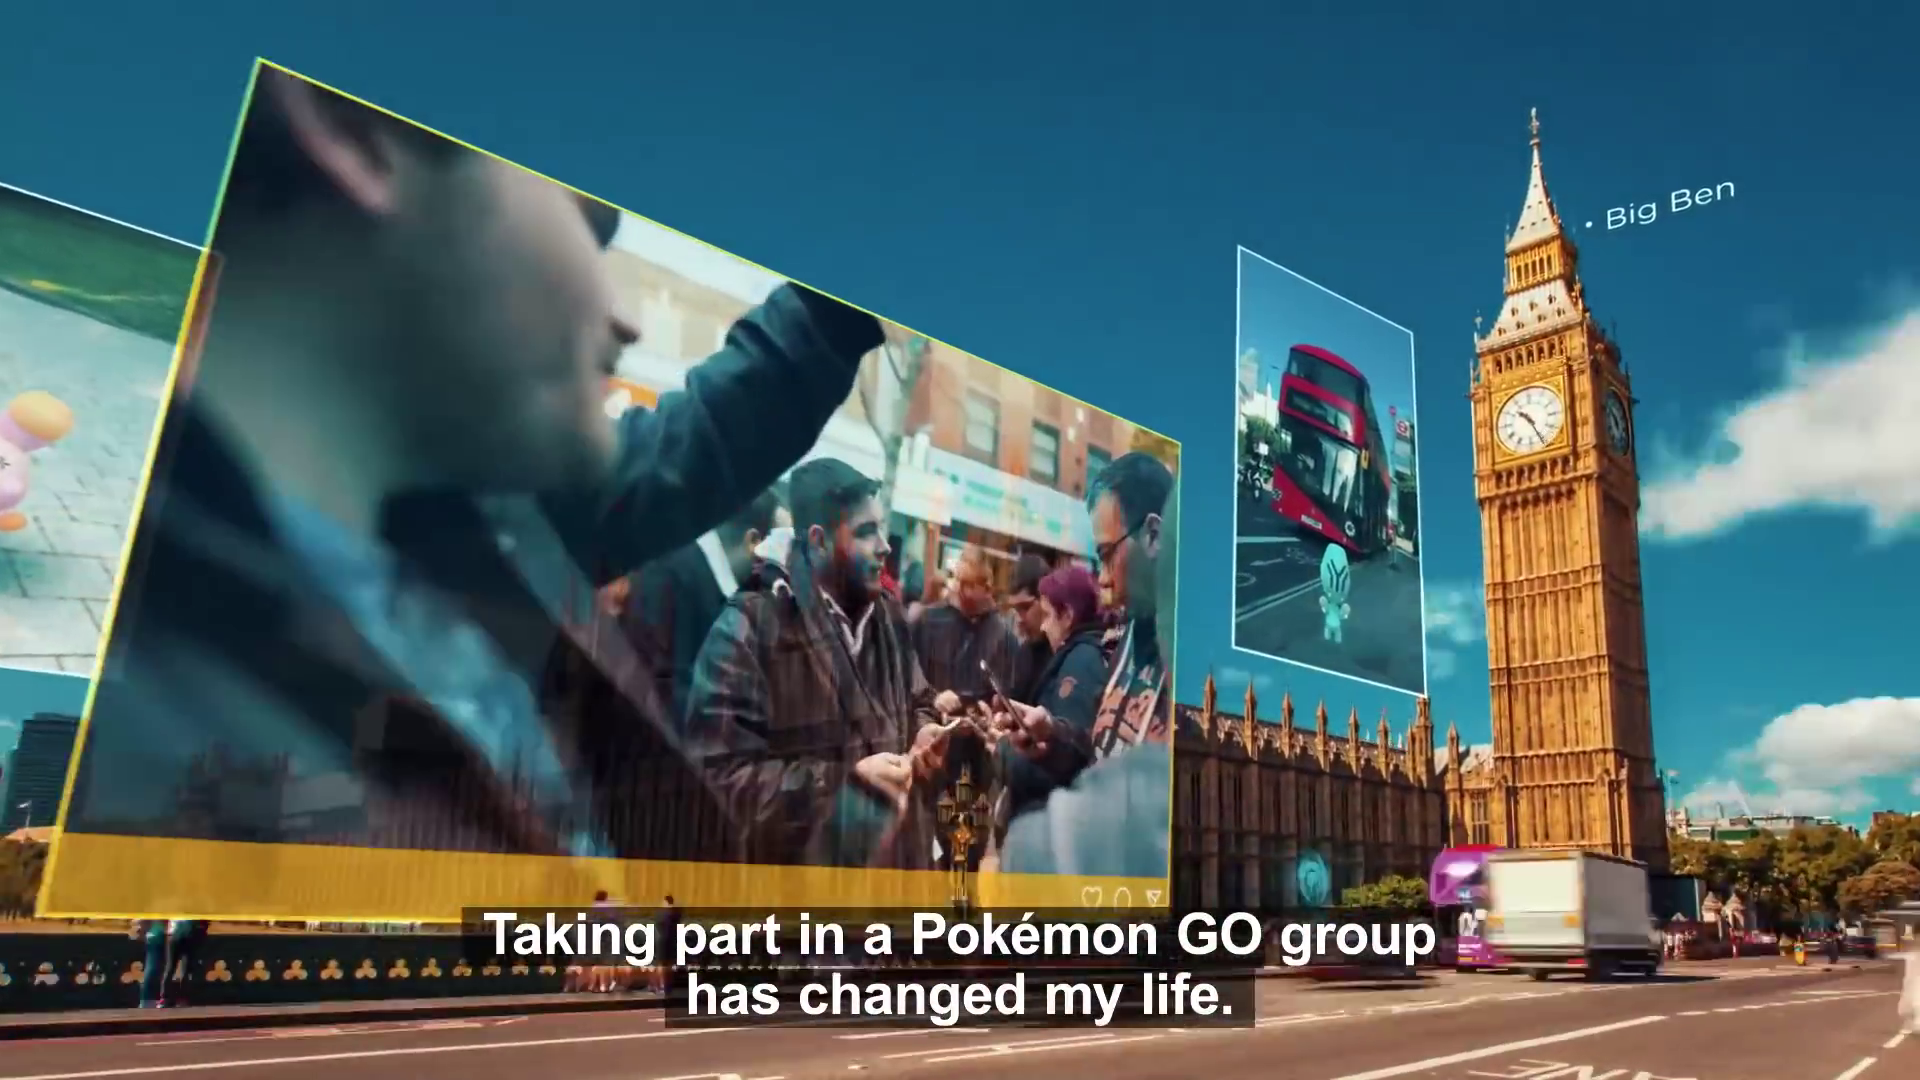 • Big Ben
Taking part in a Pokémon GO group
has changed my life.